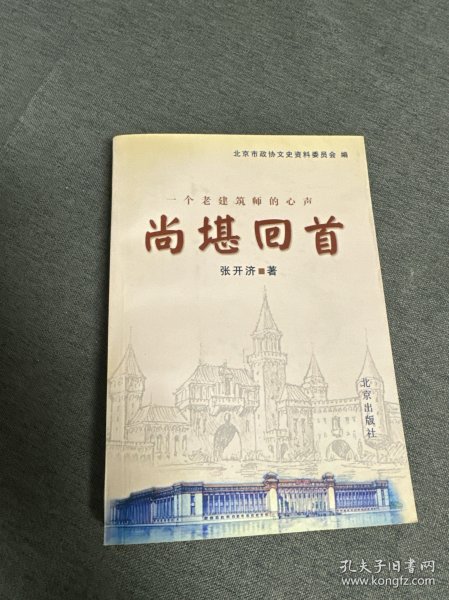 北京市政协文史资料委员会 编
一个老建筑师的心声
尚堪回首
张开济■著
北京出版社
孔夫子旧书网
www.kongfz.com